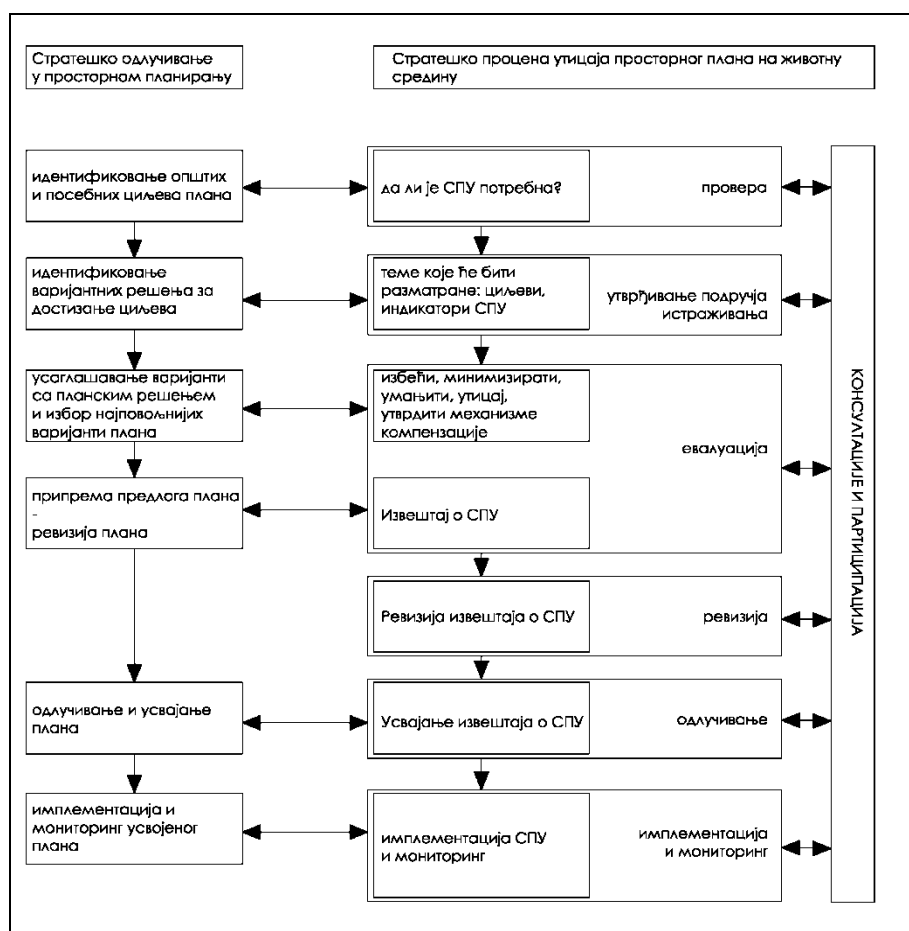 Стратешко одлучивање
у просторном планирању
Стратешко процена утицаја просторног плана на животну
средину
идентификовање општих
и посебних циљева плана
да ли је СПУ потребна?
провера
идентификовање
варијантних решења за
достизање циљева
теме које ће бити
разматране: циљеви,
индикатори СПУ
утврђивање подручја
истраживања
усаглашавање варијанти
са планским решењем
и избор најповољнијих
варијанти плана
избећи, минимизирати,
умањити, утицај,
утврдити механизме
компензације
евалуација
припрема предлога плана
-
ревизија плана
Извештај о СПУ
Ревизија извештаја о СПУ
ревизија
одлучивање и усвајање
плана
Усвајање извештаја о СПУ
одлучивање
имплементација и
мониторинг усвојеног
плана
имплементација СПУ
и мониторинг
имплементација
и мониторинг
КОНСУЛТАЦИЈЕ И ПАРТИЦИПАЦИЈА